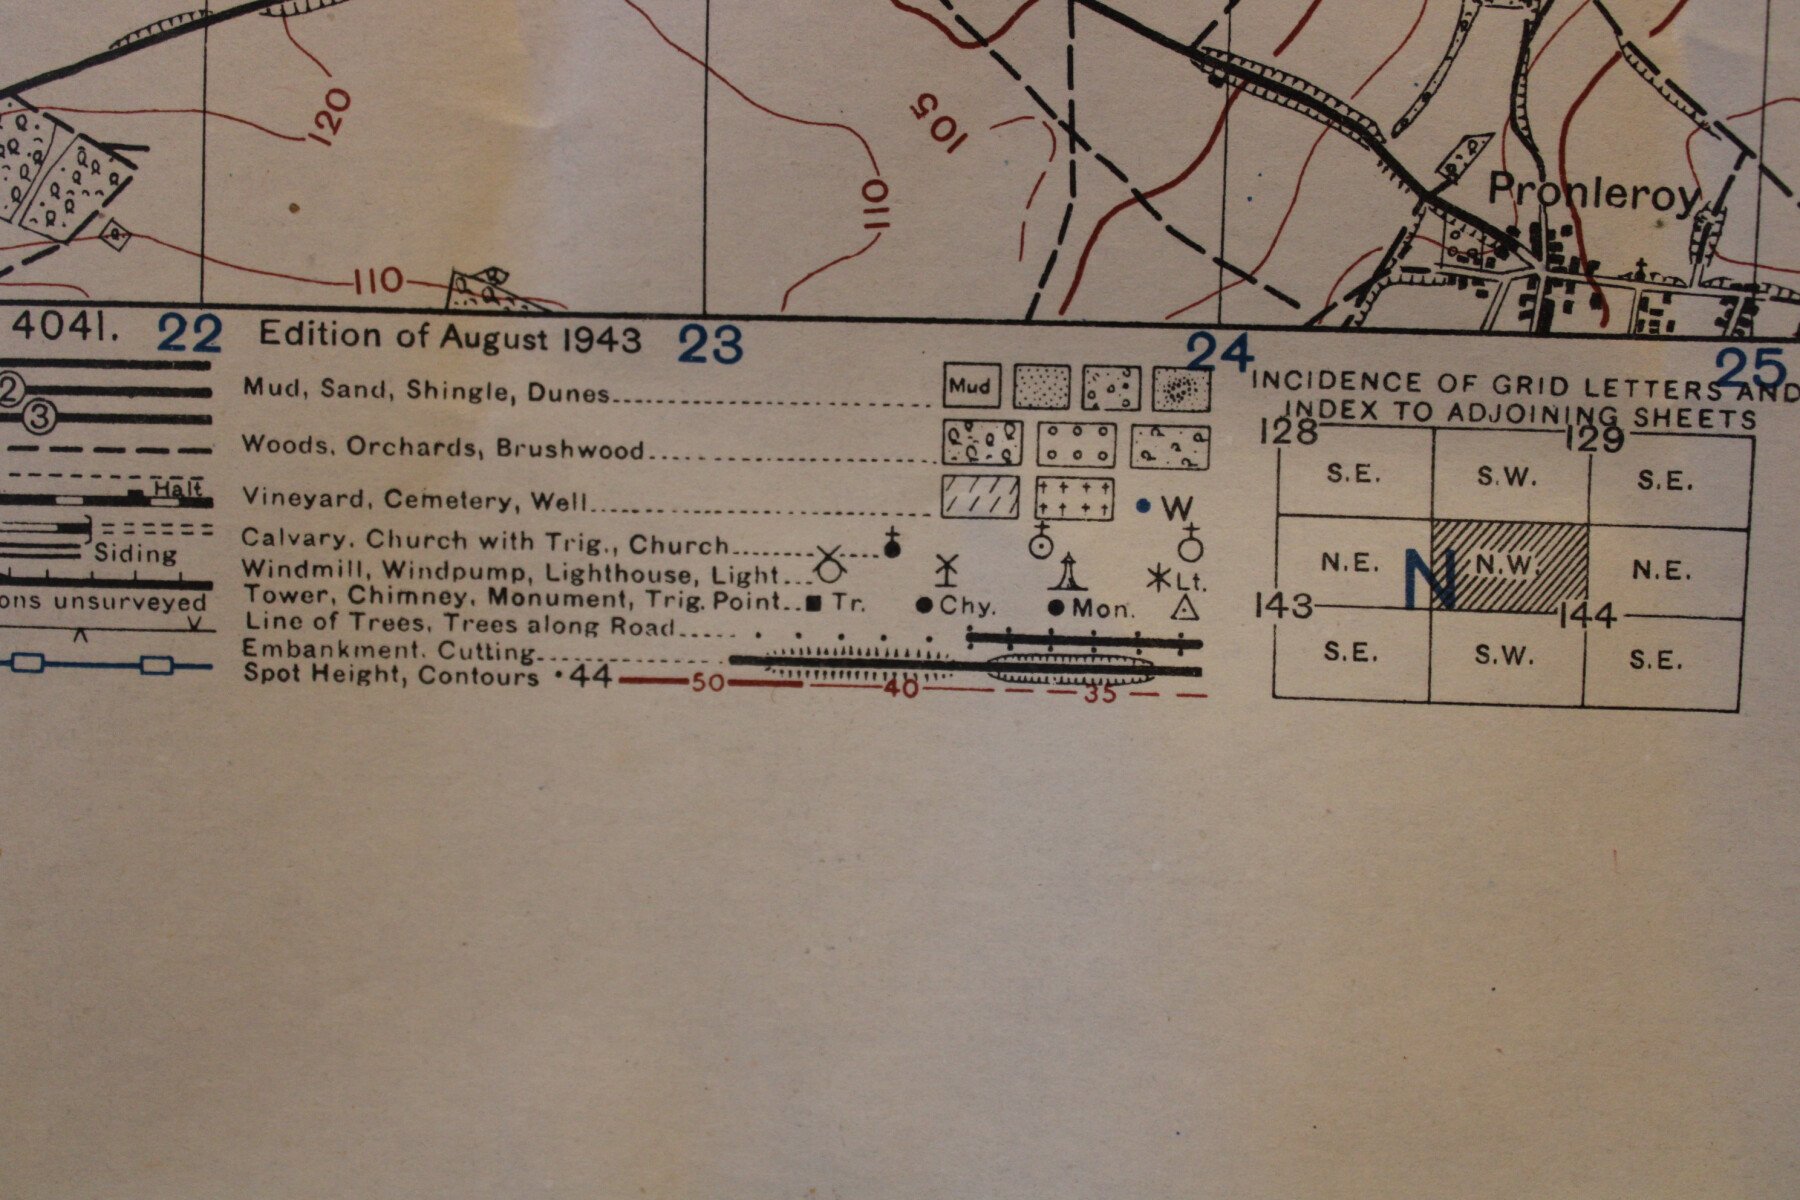 120
105
110
Pronleroy
110
4041. 22 Edition of August 1943 23 24 25
Mud, Sand, Shingle, Dunes Mud
2
3
Woods, Orchards, Brushwood
Halt
Vineyard, Cemetery, Well W
Calvary, Church with Trig., Church
Siding
Windmill, Windpump, Lighthouse, Light Lt.
ons unsurveyed
Tower, Chimney, Monument, Trig. Point Tr. Chy. Mon.
Line of Trees, Trees along Road
Embankment, Cutting
Spot Height, Contours · 44 50 40 35
INCIDENCE OF GRID LETTERS AND
INDEX TO ADJOINING SHEETS
128 129
S.E. S.W. S.E.
N.E. N N.W. N.E.
143 144
S.E. S.W. S.E.